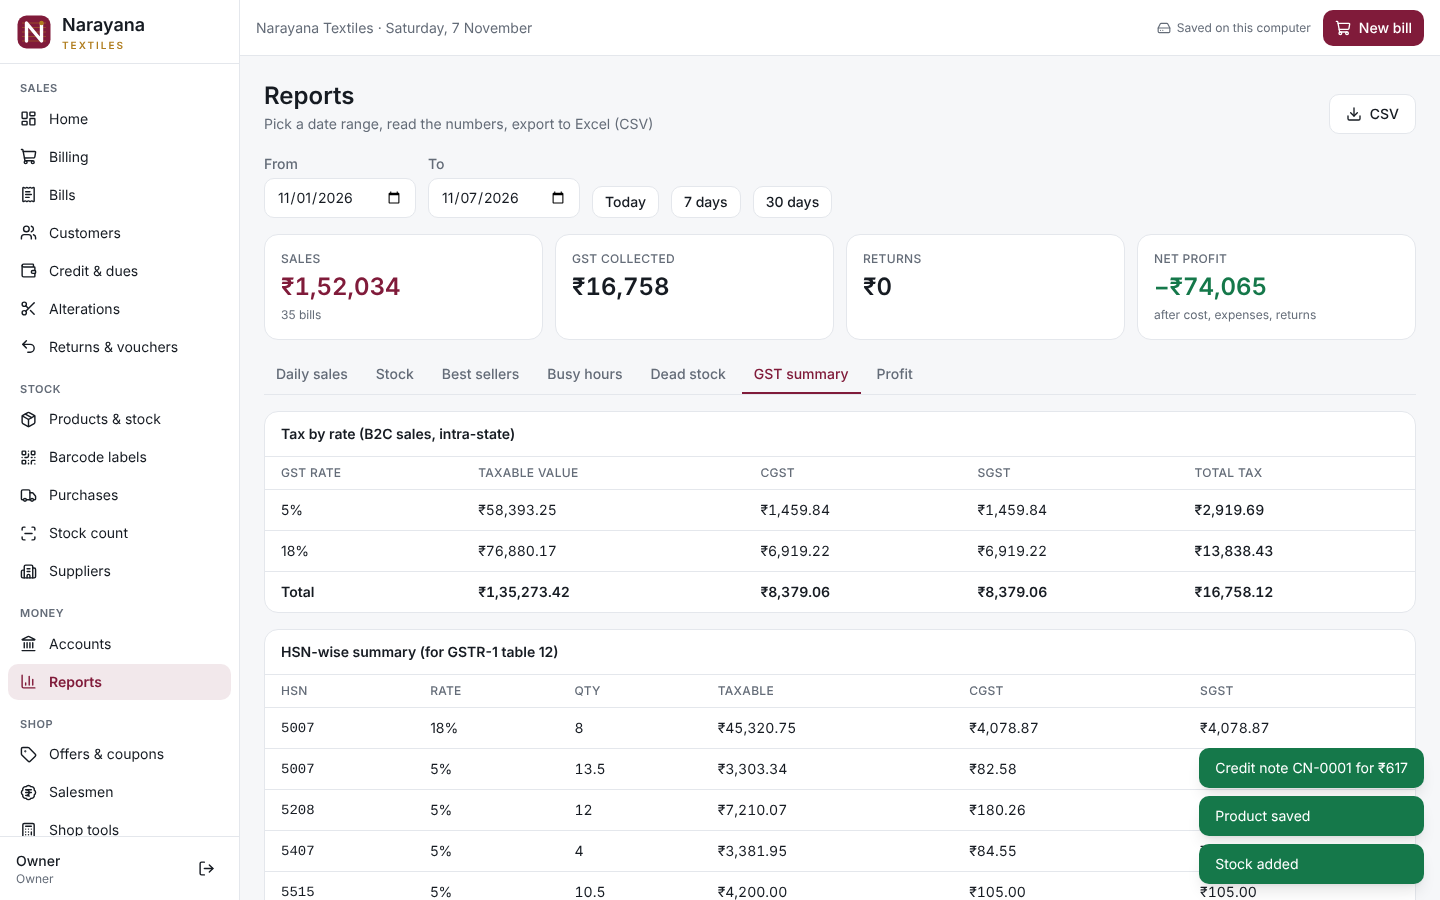 Narayana
TEXTILES
SALES
Home
Billing
Bills
Customers
Credit & dues
Alterations
Returns & vouchers
STOCK
Products & stock
Barcode labels
Purchases
Stock count
Suppliers
MONEY
Accounts
Reports
SHOP
Offers & coupons
Salesmen
Shop tools
Owner
Owner
Narayana Textiles · Saturday, 7 November
Saved on this computer
New bill
Reports
Pick a date range, read the numbers, export to Excel (CSV)
CSV
From To
11/01/2026 11/07/2026 Today 7 days 30 days
SALES
₹1,52,034
35 bills
GST COLLECTED
₹16,758
RETURNS
₹0
NET PROFIT
−₹74,065
after cost, expenses, returns
Daily sales Stock Best sellers Busy hours Dead stock GST summary Profit
Tax by rate (B2C sales, intra-state)
GST RATE TAXABLE VALUE CGST SGST TOTAL TAX
5% ₹58,393.25 ₹1,459.84 ₹1,459.84 ₹2,919.69
18% ₹76,880.17 ₹6,919.22 ₹6,919.22 ₹13,838.43
Total ₹1,35,273.42 ₹8,379.06 ₹8,379.06 ₹16,758.12
HSN-wise summary (for GSTR-1 table 12)
HSN RATE QTY TAXABLE CGST SGST
5007 18% 8 ₹45,320.75 ₹4,078.87 ₹4,078.87
5007 5% 13.5 ₹3,303.34 ₹82.58
5208 5% 12 ₹7,210.07 ₹180.26
5407 5% 4 ₹3,381.95 ₹84.55
5515 5% 10.5 ₹4,200.00 ₹105.00 ₹105.00
Credit note CN-0001 for ₹617
Product saved
Stock added